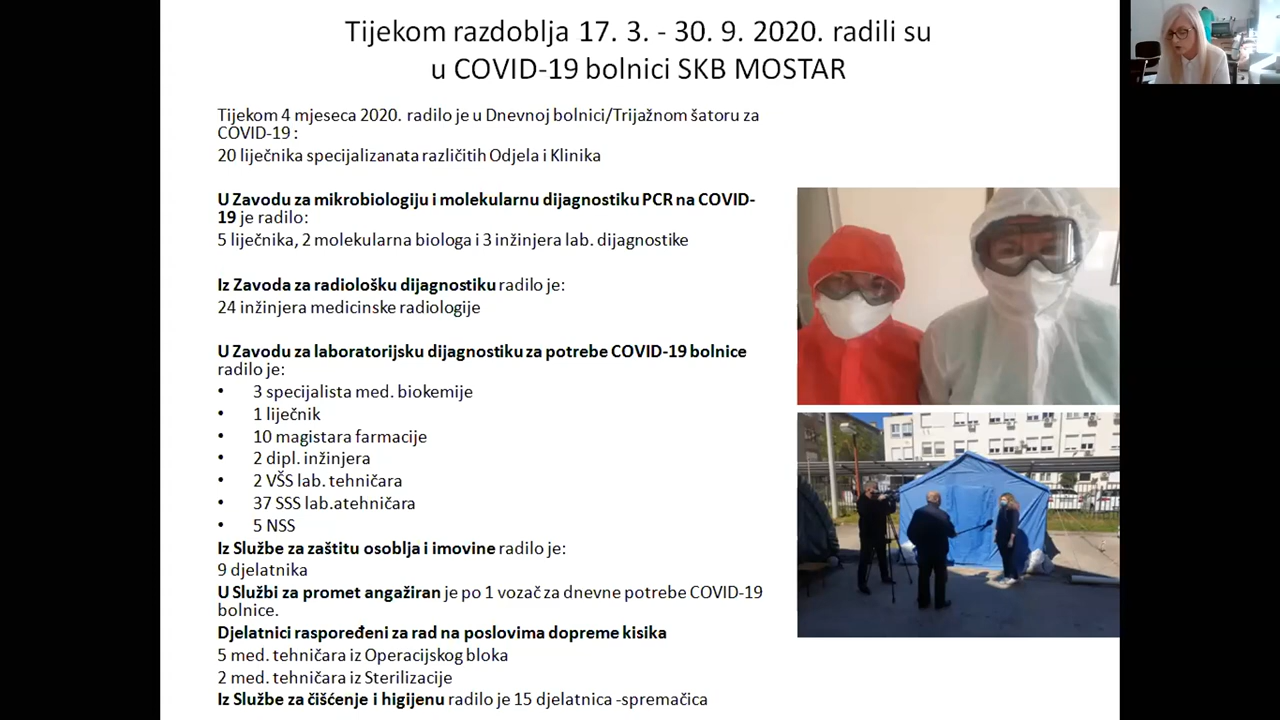 Tijekom razdoblja 17. 3. - 30. 9. 2020. radili su
u COVID-19 bolnici SKB MOSTAR
Tijekom 4 mjeseca 2020. radilo je u Dnevnoj bolnici/Trijažnom šatoru za
COVID-19 :
20 liječnika specijalizanata različitih Odjela i Klinika
U Zavodu za mikrobiologiju i molekularnu dijagnostiku PCR na COVID-
19 je radilo:
5 liječnika, 2 molekularna biologa i 3 inžinjera lab. dijagnostike
Iz Zavoda za radiološku dijagnostiku radilo je:
24 inžinjera medicinske radiologije
U Zavodu za laboratorijsku dijagnostiku za potrebe COVID-19 bolnice
radilo je:
• 3 specijalista med. biokemije
• 1 liječnik
• 10 magistara farmacije
• 2 dipl. inžinjera
• 2 VŠS lab. tehničara
• 37 SSS lab.atehničara
• 5 NSS
Iz Službe za zaštitu osoblja i imovine radilo je:
9 djelatnika
U Službi za promet angažiran je po 1 vozač za dnevne potrebe COVID-19
bolnice.
Djelatnici raspoređeni za rad na poslovima dopreme kisika
5 med. tehničara iz Operacijskog bloka
2 med. tehničara iz Sterilizacije
Iz Službe za čišćenje i higijenu radilo je 15 djelatnica -spremačica